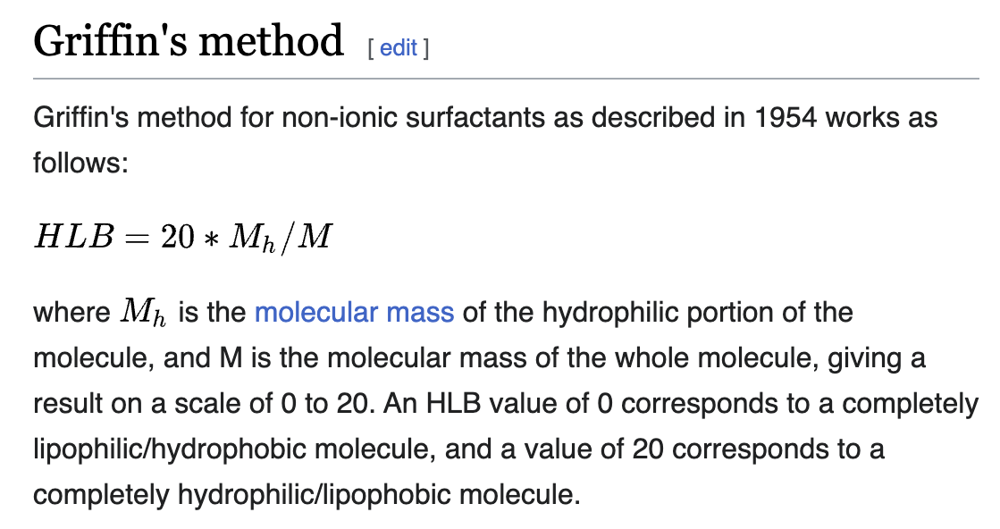 Griffin's method [ edit ]
Griffin's method for non-ionic surfactants as described in 1954 works as
follows:
HLB = 20 * M_h/M
where M_h is the molecular mass of the hydrophilic portion of the
molecule, and M is the molecular mass of the whole molecule, giving a
result on a scale of 0 to 20. An HLB value of 0 corresponds to a completely
lipophilic/hydrophobic molecule, and a value of 20 corresponds to a
completely hydrophilic/lipophobic molecule.